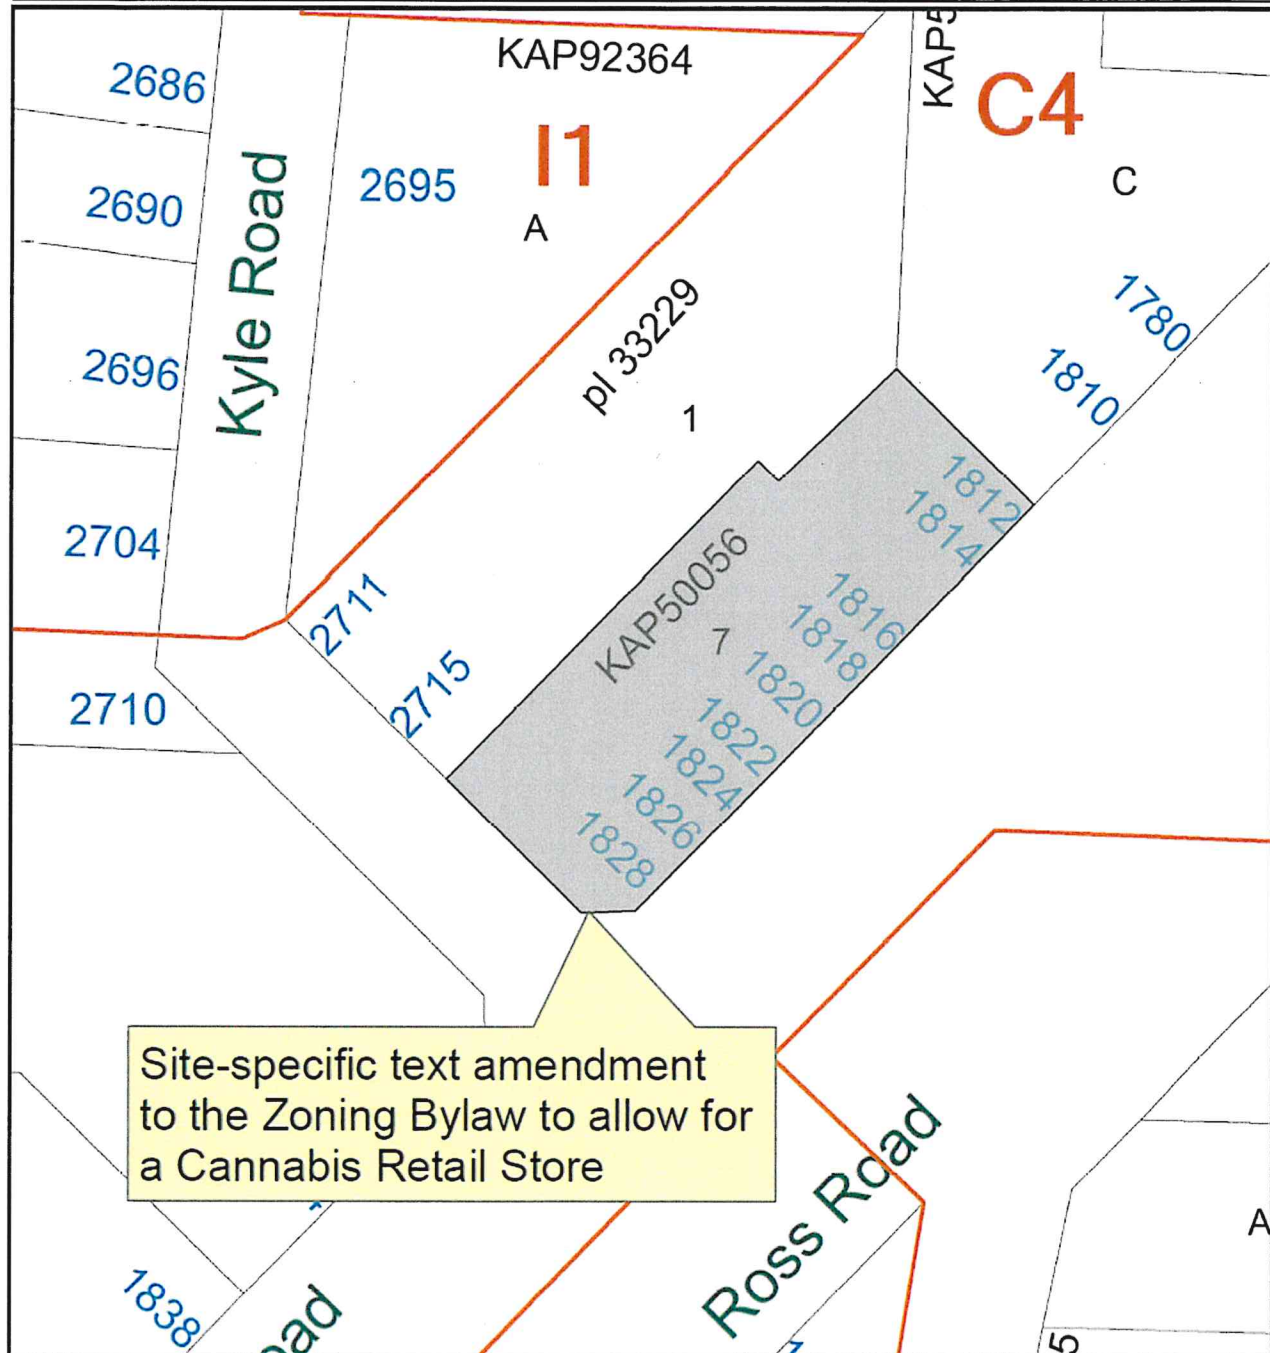 KAP92364
KAP5
C4
2686
I1
C
2695
2690
A
Kyle Road
1780
pl 33229
1810
2696
1
1812
1814
2704
KAP50056
7
1816
1818
1820
2711
2715
1822
1824
2710
1826
1828
Site-specific text amendment
to the Zoning Bylaw to allow for
a Cannabis Retail Store
Ross Road
A
1838
oad
5